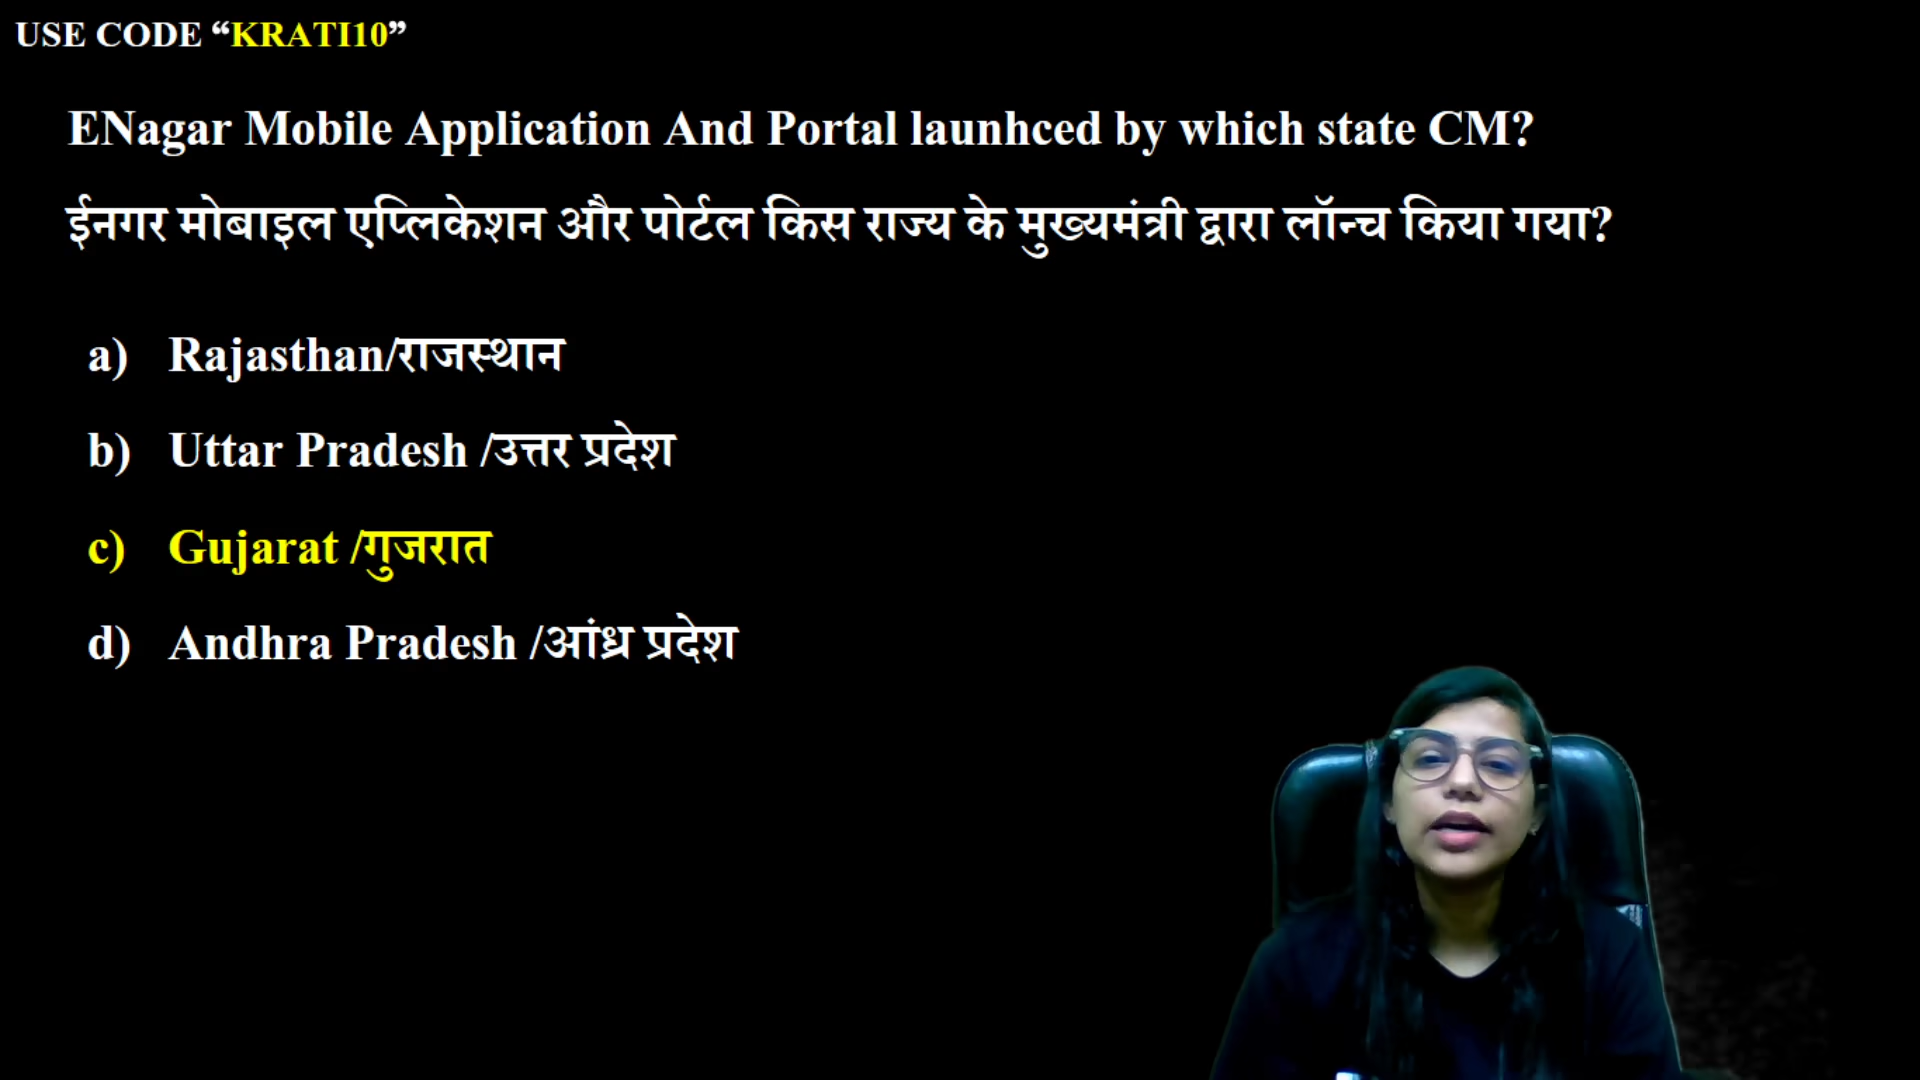 USE CODE “KRATI10”
ENagar Mobile Application And Portal launhced by which state CM?
ईनगर मोबाइल एप्लिकेशन और पोर्टल किस राज्य के मुख्यमंत्री द्वारा लॉन्च किया गया?
a) Rajasthan/राजस्थान
b) Uttar Pradesh /उत्तर प्रदेश
c) Gujarat /गुजरात
d) Andhra Pradesh /आंध्र प्रदेश